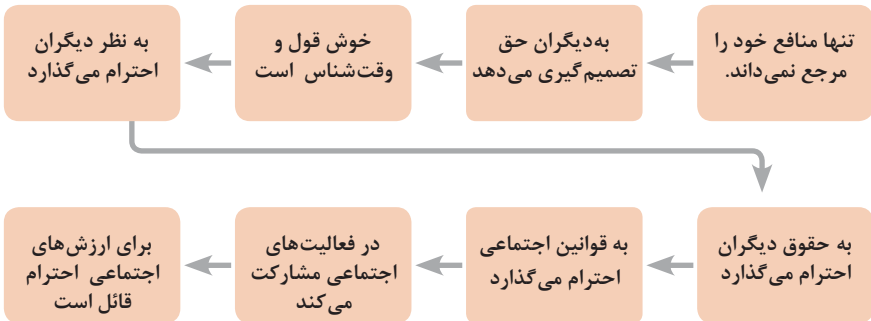 تنها منافع خود را
مرجع نمی‌داند.
به‌دیگران حق
تصمیم‌گیری می‌دهد
خوش قول و
وقت‌شناس است
به نظر دیگران
احترام می‌گذارد
به حقوق دیگران
احترام می‌گذارد
به قوانین اجتماعی
احترام می‌گذارد
در فعالیت‌های
اجتماعی مشارکت
می‌کند
برای ارزش‌های
اجتماعی احترام
قائل است